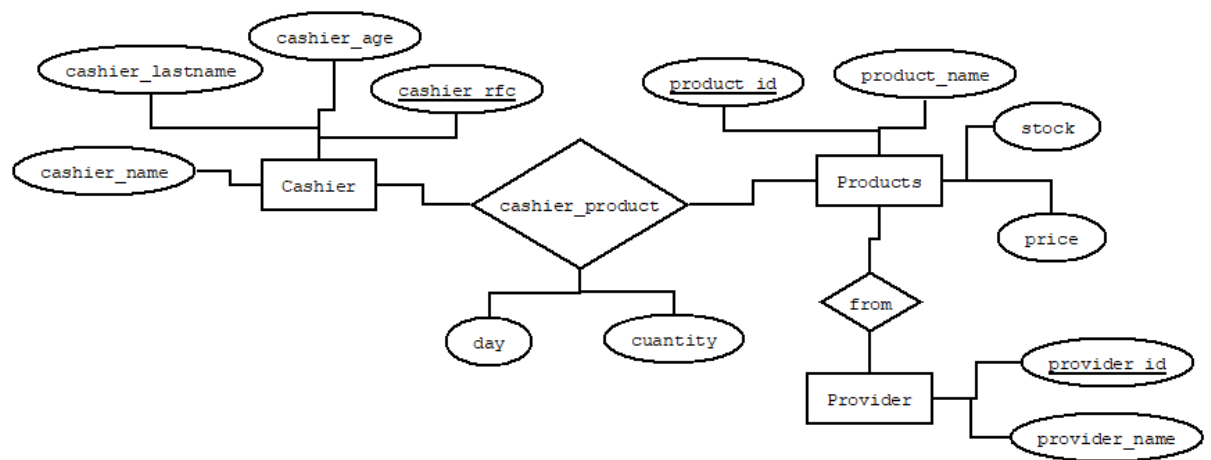 cashier_age
cashier_lastname
cashier_rfc
cashier_name
Cashier
cashier_product
day
cuantity
product_id
product_name
stock
Products
price
from
Provider
provider_id
provider_name